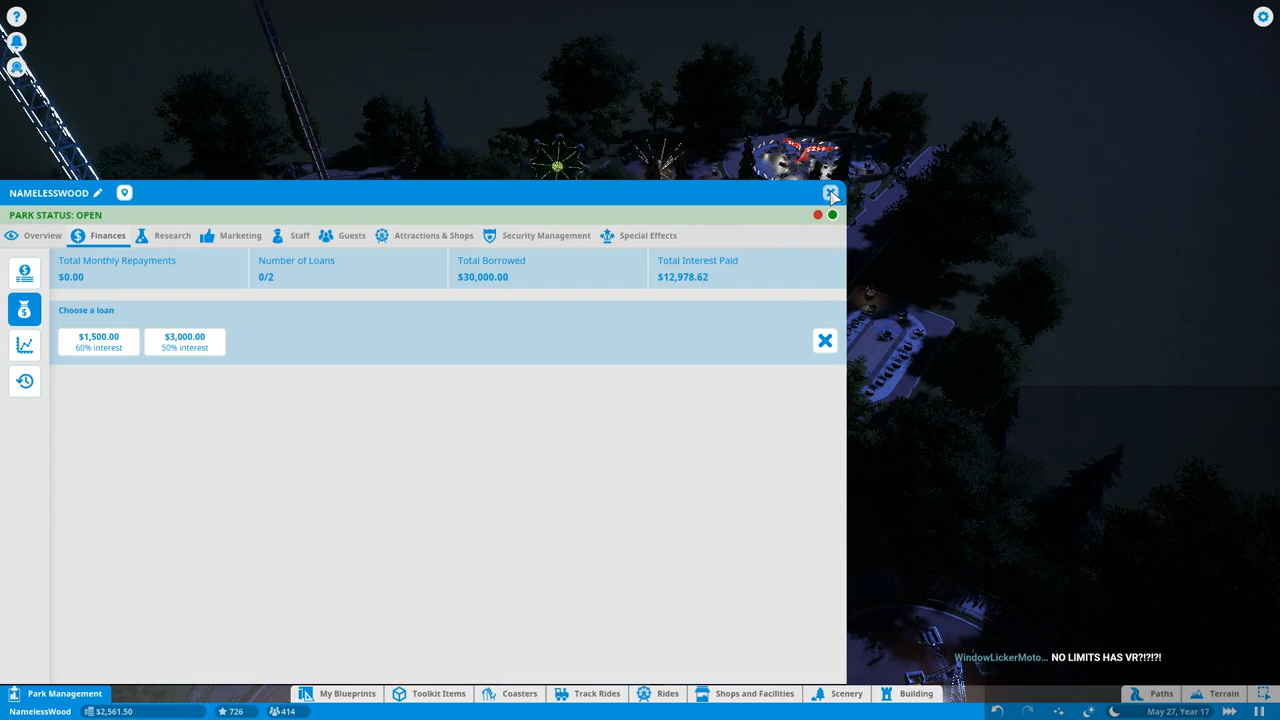 NAMELESSWOOD
PARK STATUS: OPEN
Overview Finances Research Marketing Staff Guests Attractions & Shops Security Management Special Effects
Total Monthly Repayments Number of Loans Total Borrowed Total Interest Paid
$0.00 0/2 $30,000.00 $12,978.62
Choose a loan
$1,500.00 $3,000.00
60% interest 50% interest
WindowLickerMoto... NO LIMITS HAS VR?!?!?!
Park Management My Blueprints Toolkit Items Coasters Track Rides Rides Shops and Facilities Scenery Building Paths Terrain
NamelessWood $2,561.50 726 414 May 27, Year 17